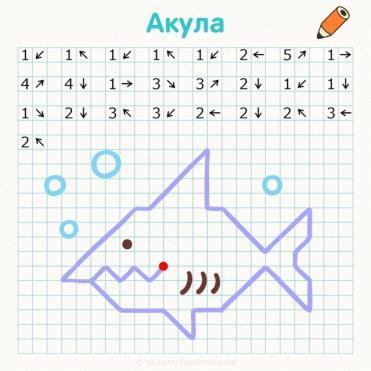 Акула
1 ↙ 1 ↖ 1 ↙ 1 ↖ 1 ↙ 2 ← 5 ↗ 1 →
4 ↗ 4 ↓ 1 → 3 ↘ 3 ↗ 2 ↓ 1 ↙ 1 ↓
1 ↘ 2 ↓ 3 ↖ 3 ↙ 2 ← 2 ↓ 2 ↖ 3 ←
2 ↖
© vk.com/zaykinaskazka